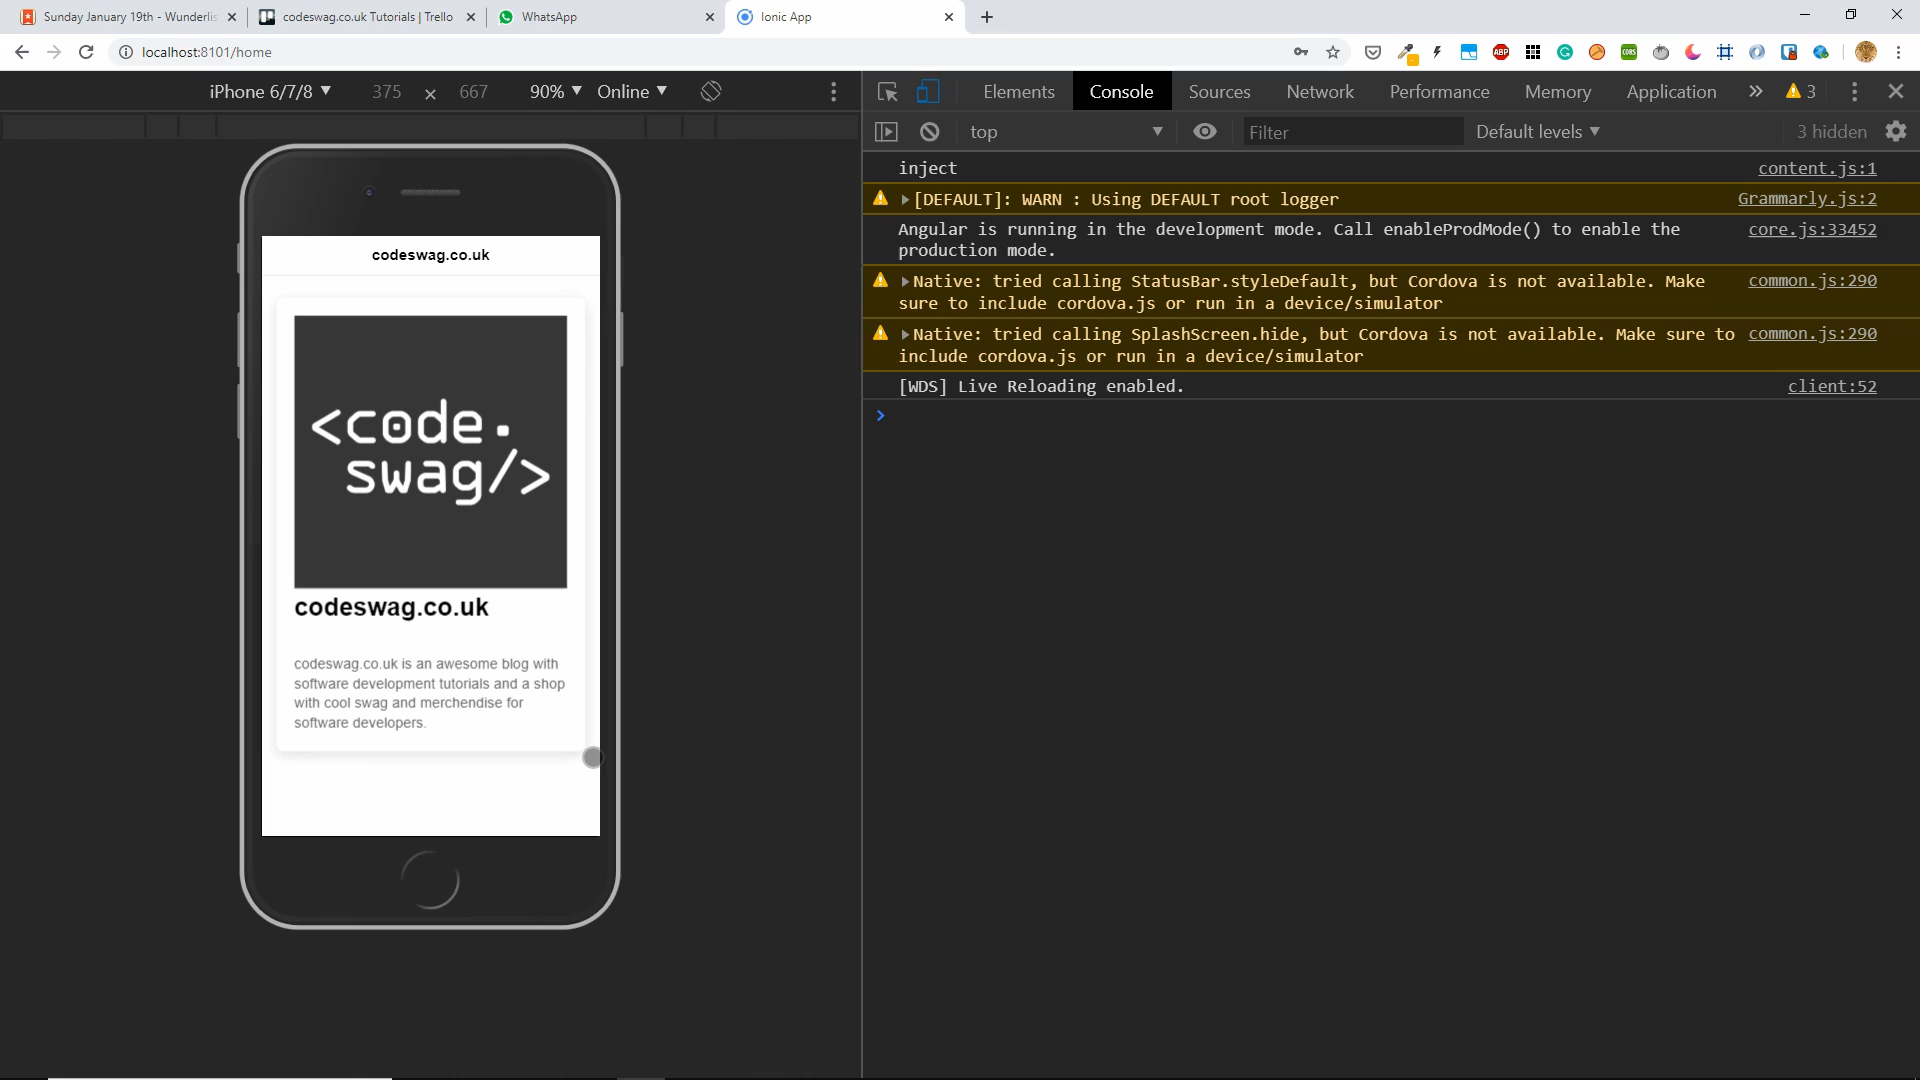 Sunday January 19th - Wunderlis
codeswag.co.uk Tutorials | Trello
WhatsApp
Ionic App
localhost:8101/home
iPhone 6/7/8 ▼ 375 × 667 90% ▼ Online ▼
Elements Console Sources Network Performance Memory Application » 3
top ▼ Filter Default levels ▼ 3 hidden
inject content.js:1
[DEFAULT]: WARN : Using DEFAULT root logger Grammarly.js:2
Angular is running in the development mode. Call enableProdMode() to enable the core.js:33452
production mode.
Native: tried calling StatusBar.styleDefault, but Cordova is not available. Make common.js:290
sure to include cordova.js or run in a device/simulator
Native: tried calling SplashScreen.hide, but Cordova is not available. Make sure to common.js:290
include cordova.js or run in a device/simulator
[WDS] Live Reloading enabled. client:52
codeswag.co.uk
<code.
swag/>
codeswag.co.uk
codeswag.co.uk is an awesome blog with
software development tutorials and a shop
with cool swag and merchendise for
software developers.
ABP
CORS